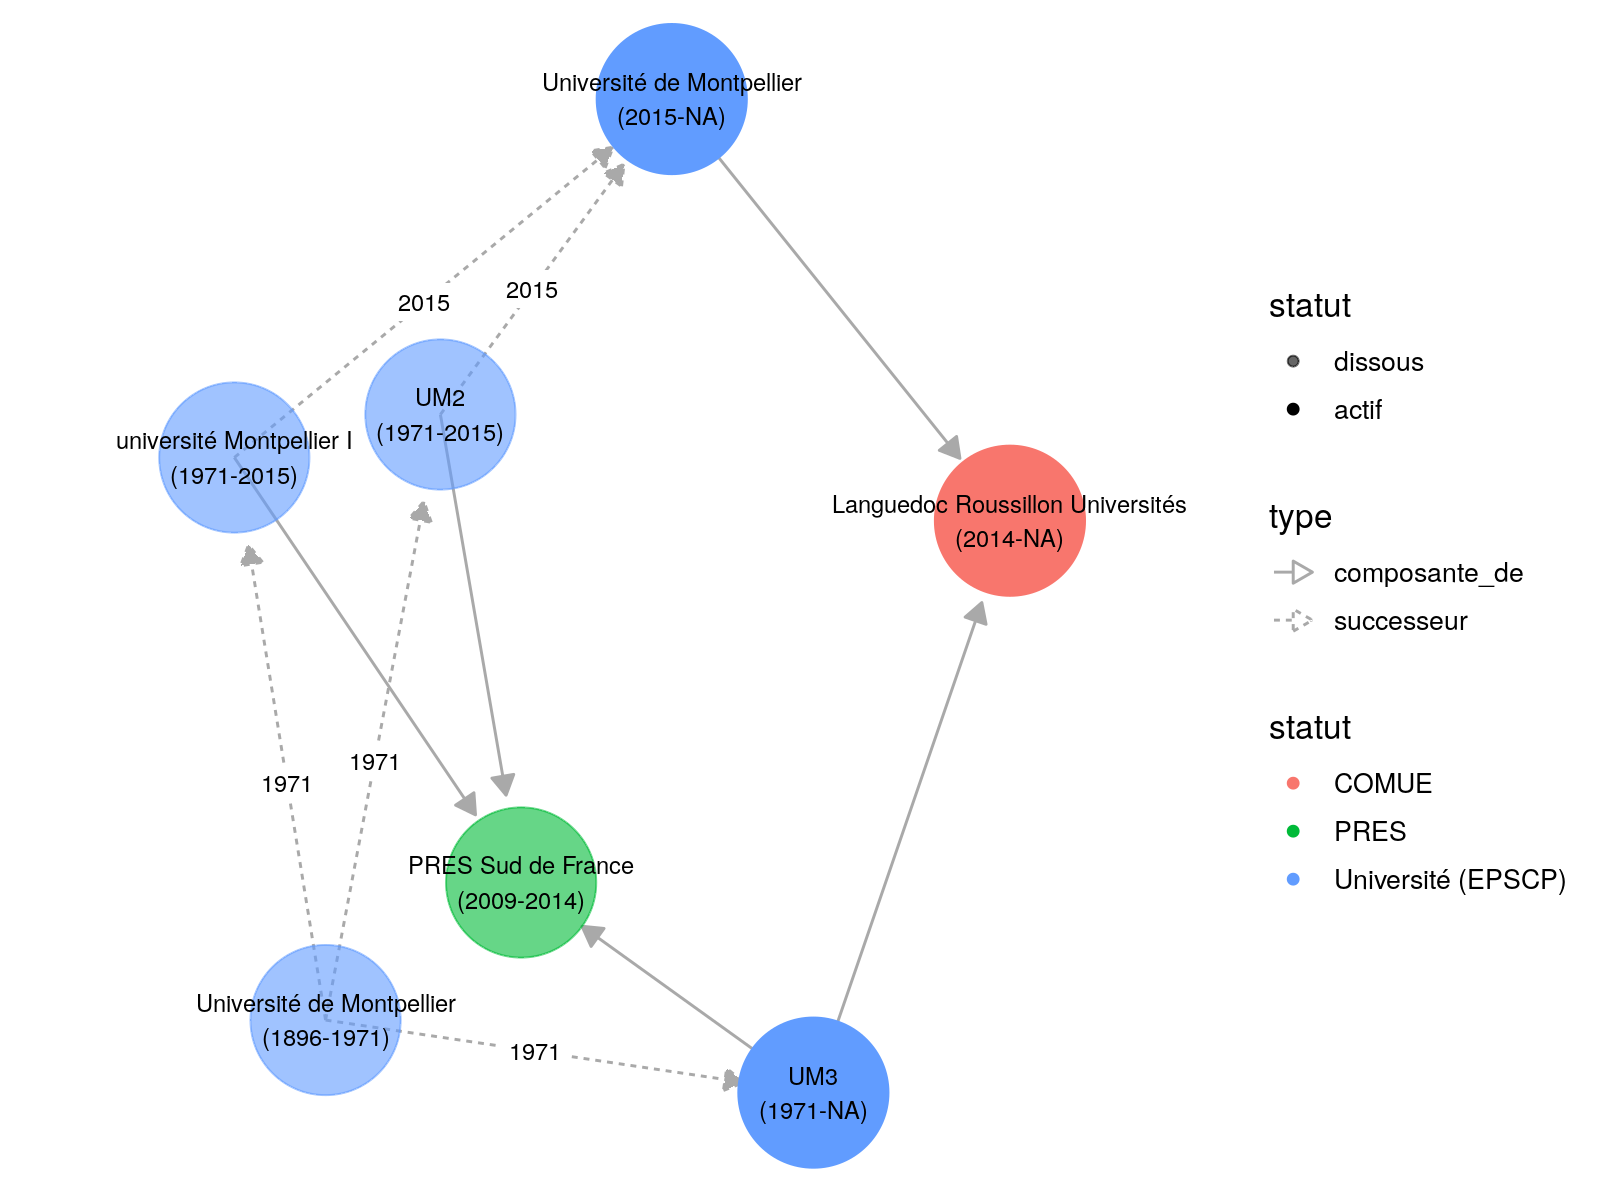 Université de Montpellier
(2015-NA)
2015
2015
UM2
(1971-2015)
université Montpellier I
(1971-2015)
Languedoc Roussillon Universités
(2014-NA)
1971
1971
PRES Sud de France
(2009-2014)
Université de Montpellier
(1896-1971)
1971
UM3
(1971-NA)
statut
dissous
actif
type
composante_de
successeur
statut
COMUE
PRES
Université (EPSCP)